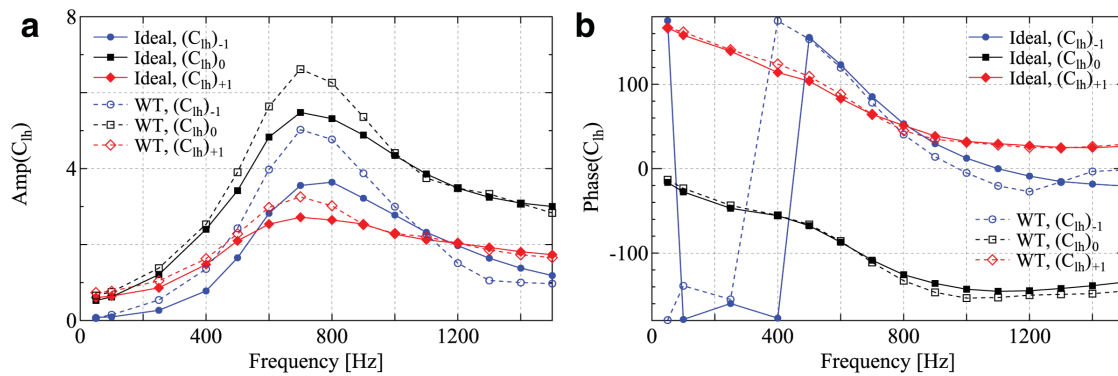 a
8
4
0
Amp(C_lh)
Ideal, (C_lh)_-1
Ideal, (C_lh)_0
Ideal, (C_lh)_+1
WT, (C_lh)_-1
WT, (C_lh)_0
WT, (C_lh)_+1
0 400 800 1200
Frequency [Hz]
b
100
0
-100
Phase(C_lh)
Ideal, (C_lh)_-1
Ideal, (C_lh)_0
Ideal, (C_lh)_+1
WT, (C_lh)_-1
WT, (C_lh)_0
WT, (C_lh)_+1
0 400 800 1200
Frequency [Hz]